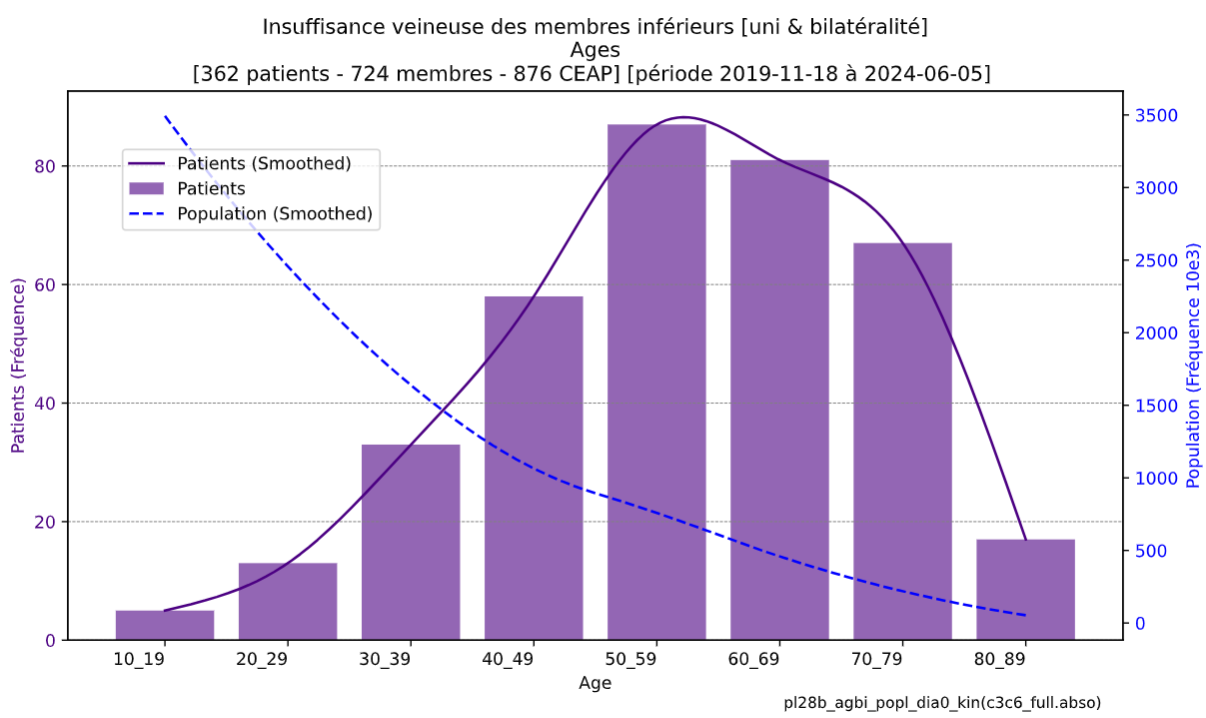 Insuffisance veineuse des membres inférieurs [uni & bilatéralité]
Ages
[362 patients - 724 membres - 876 CEAP] [période 2019-11-18 à 2024-06-05]
Patients (Smoothed)
Patients
Population (Smoothed)
Patients (Fréquence)
80
60
40
20
0
3500
3000
2500
2000
1500
1000
500
0
Population (Fréquence 10e3)
10_19 20_29 30_39 40_49 50_59 60_69 70_79 80_89
Age
pl28b_agbi_popl_dia0_kin(c3c6_full.abso)